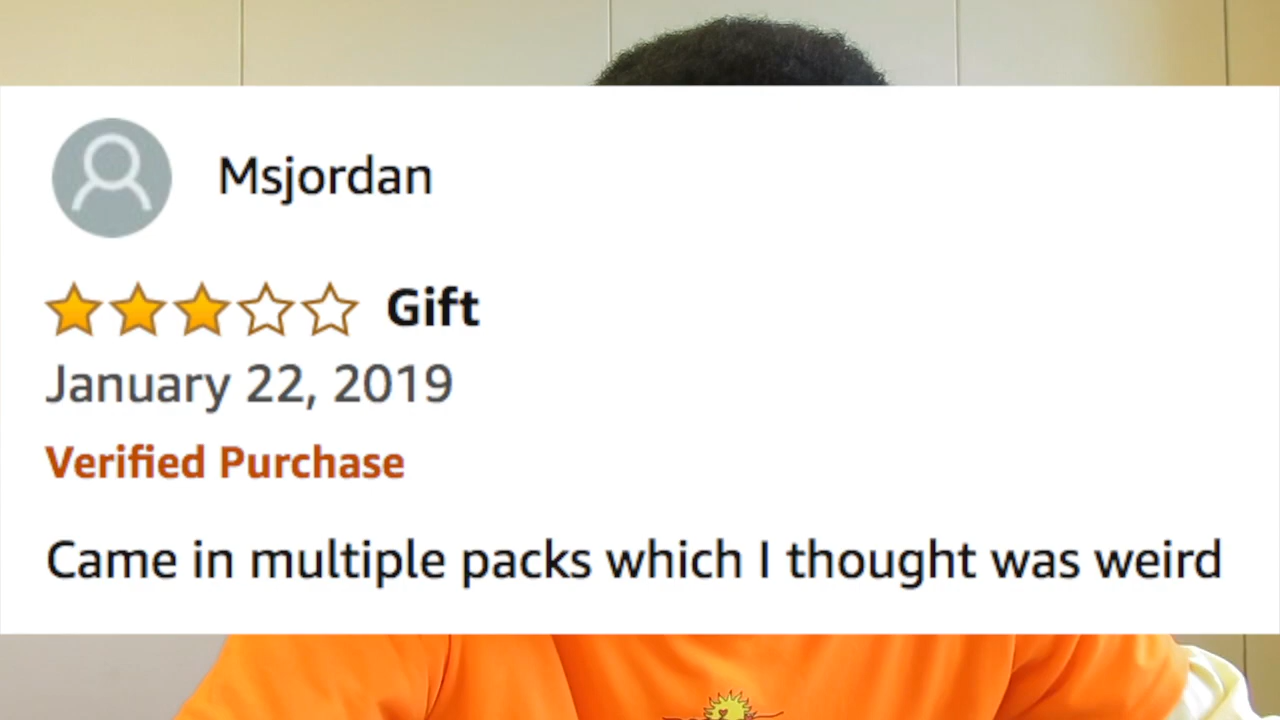 Msjordan
Gift
January 22, 2019
Verified Purchase
Came in multiple packs which I thought was weird